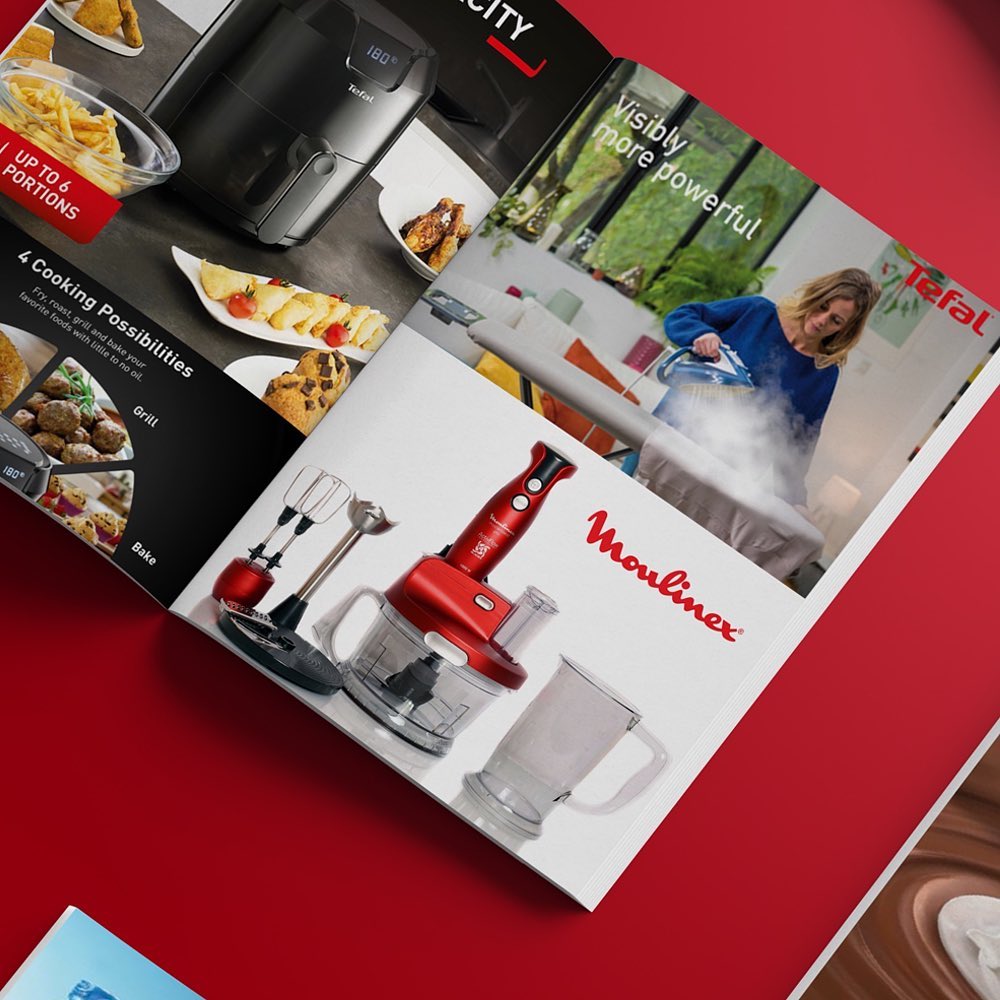 CITY
180°
Tefal
UP TO 6
PORTIONS
4 Cooking Possibilities
Fry, roast, grill and bake your
favorite foods with little to no oil.
Grill
180°
Bake
Visibly
more powerful
Tefal
Moulinex
Moulinex®